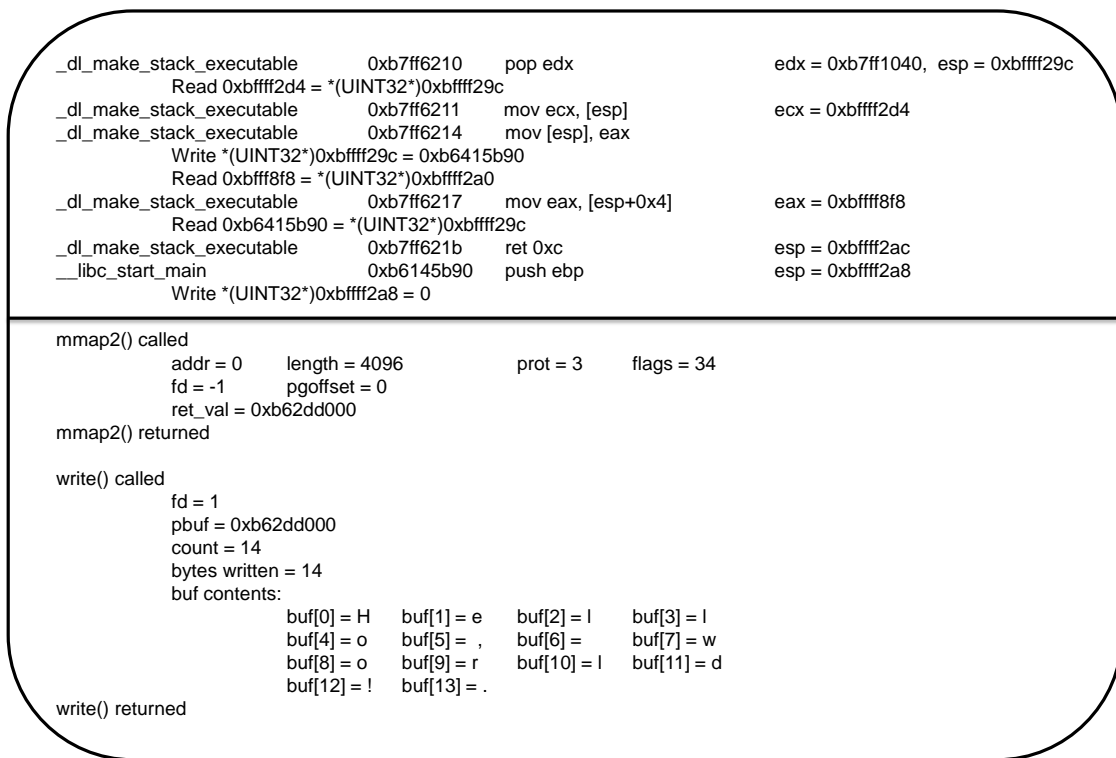 _dl_make_stack_executable 0xb7ff6210 pop edx edx = 0xb7ff1040, esp = 0xbffff29c
Read 0xbffff2d4 = *(UINT32*)0xbffff29c
_dl_make_stack_executable 0xb7ff6211 mov ecx, [esp] ecx = 0xbffff2d4
_dl_make_stack_executable 0xb7ff6214 mov [esp], eax
Write *(UINT32*)0xbffff29c = 0xb6415b90
Read 0xbfff8f8 = *(UINT32*)0xbffff2a0
_dl_make_stack_executable 0xb7ff6217 mov eax, [esp+0x4] eax = 0xbffff8f8
Read 0xb6415b90 = *(UINT32*)0xbffff29c
_dl_make_stack_executable 0xb7ff621b ret 0xc esp = 0xbffff2ac
__libc_start_main 0xb6145b90 push ebp esp = 0xbffff2a8
Write *(UINT32*)0xbffff2a8 = 0
mmap2() called
addr = 0 length = 4096 prot = 3 flags = 34
fd = -1 pgoffset = 0
ret_val = 0xb62dd000
mmap2() returned
write() called
fd = 1
pbuf = 0xb62dd000
count = 14
bytes written = 14
buf contents:
buf[0] = H buf[1] = e buf[2] = l buf[3] = l
buf[4] = o buf[5] = , buf[6] = buf[7] = w
buf[8] = o buf[9] = r buf[10] = l buf[11] = d
buf[12] = ! buf[13] = .
write() returned